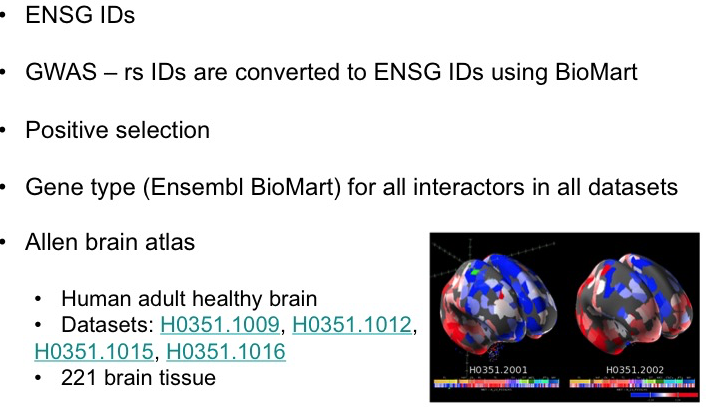 • ENSG IDs
• GWAS – rs IDs are converted to ENSG IDs using BioMart
• Positive selection
• Gene type (Ensembl BioMart) for all interactors in all datasets
• Allen brain atlas
• Human adult healthy brain
• Datasets: H0351.1009, H0351.1012,
H0351.1015, H0351.1016
• 221 brain tissue
H0351.2001
H0351.2002